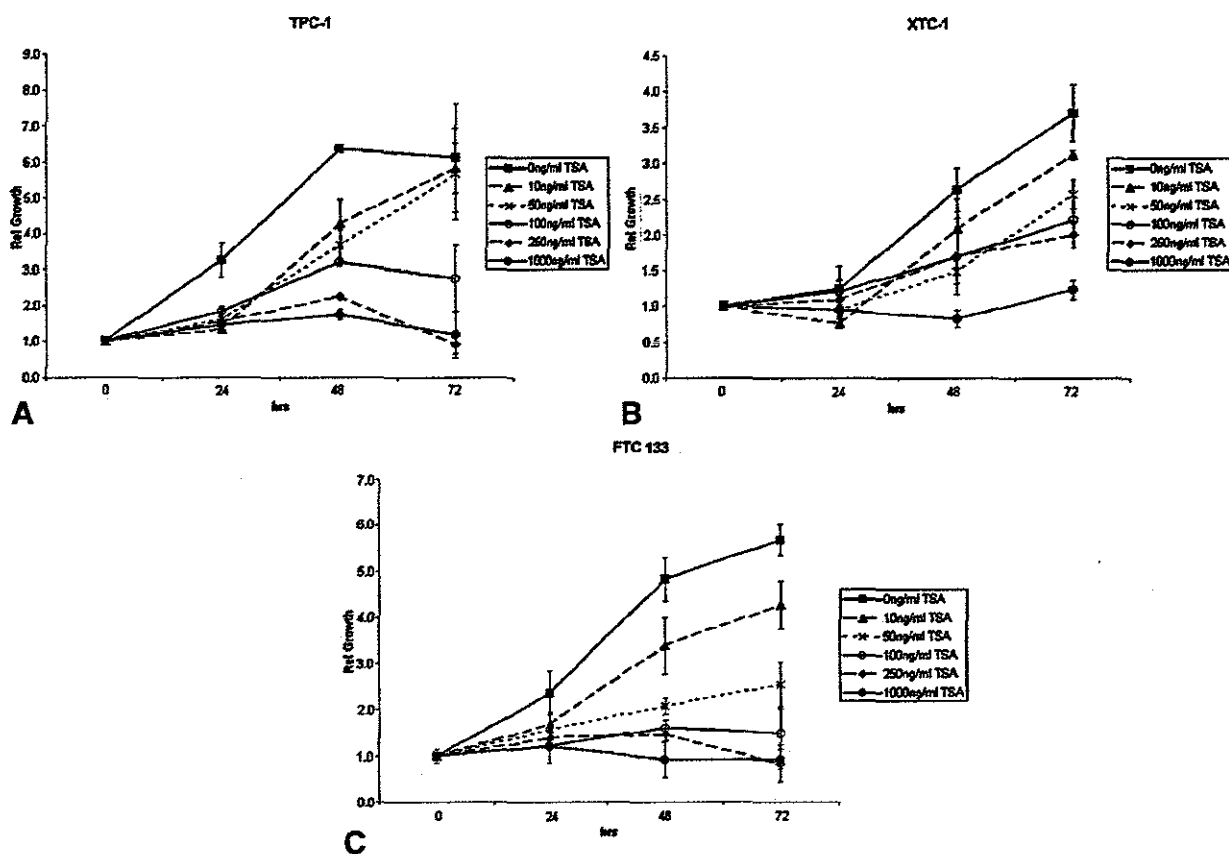 TPC-1
9.0
8.0
7.0
6.0
5.0
4.0
3.0
2.0
1.0
0.0
Rel Growth
0 24 48 72
hrs
0ng/ml TSA
10ng/ml TSA
50ng/ml TSA
100ng/ml TSA
250ng/ml TSA
1000ng/ml TSA
A
XTC-1
4.5
4.0
3.5
3.0
2.5
2.0
1.5
1.0
0.5
0.0
Rel Growth
0 24 48 72
hrs
0ng/ml TSA
10ng/ml TSA
50ng/ml TSA
100ng/ml TSA
250ng/ml TSA
1000ng/ml TSA
B
FTC 133
7.0
6.0
5.0
4.0
3.0
2.0
1.0
0.0
Rel Growth
0 24 48 72
hrs
0ng/ml TSA
10ng/ml TSA
50ng/ml TSA
100ng/ml TSA
250ng/ml TSA
1000ng/ml TSA
C